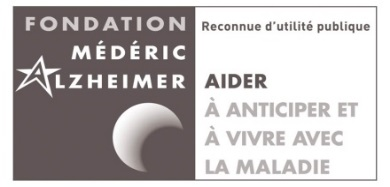 FONDATION
MÉDÉRIC
ALZHEIMER
Reconnue d'utilité publique
AIDER
À ANTICIPER ET
À VIVRE AVEC
LA MALADIE